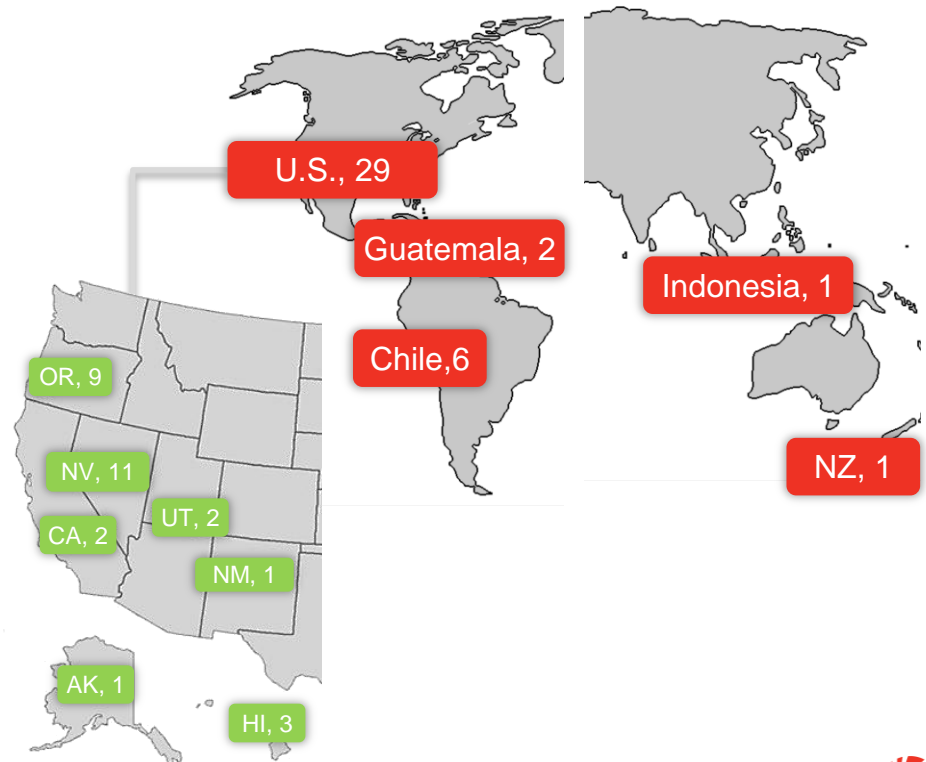 U.S., 29
Guatemala, 2
Indonesia, 1
Chile,6
OR, 9
NZ, 1
NV, 11
UT, 2
CA, 2
NM, 1
AK, 1
HI, 3